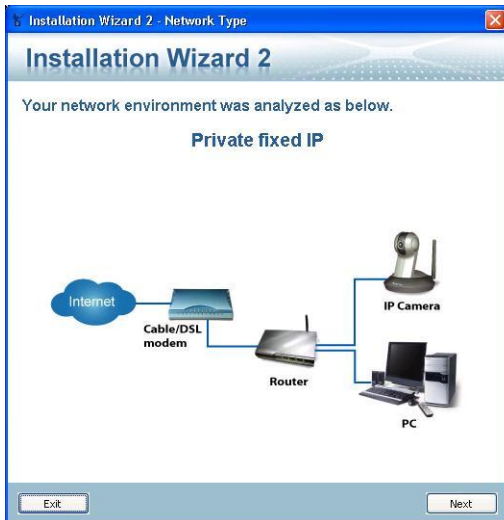 Installation Wizard 2 - Network Type
Installation Wizard 2
Your network environment was analyzed as below.
Private fixed IP
Internet
Cable/DSL
modem
Router
IP Camera
PC
Exit
Next